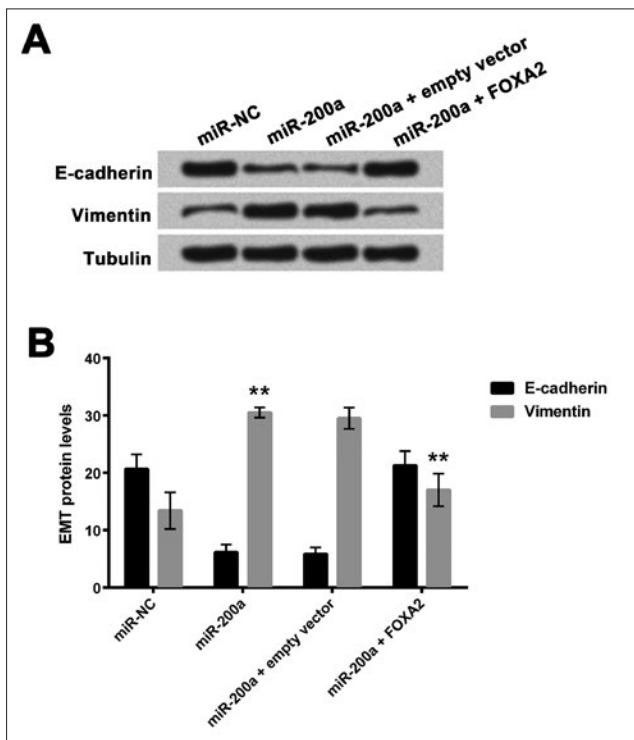 A
miR-NC
miR-200a
miR-200a + empty vector
miR-200a + FOXA2
E-cadherin
Vimentin
Tubulin
B
EMT protein levels
40
30
20
10
0
**
**
E-cadherin
Vimentin
miR-NC
miR-200a
miR-200a + empty vector
miR-200a + FOXA2